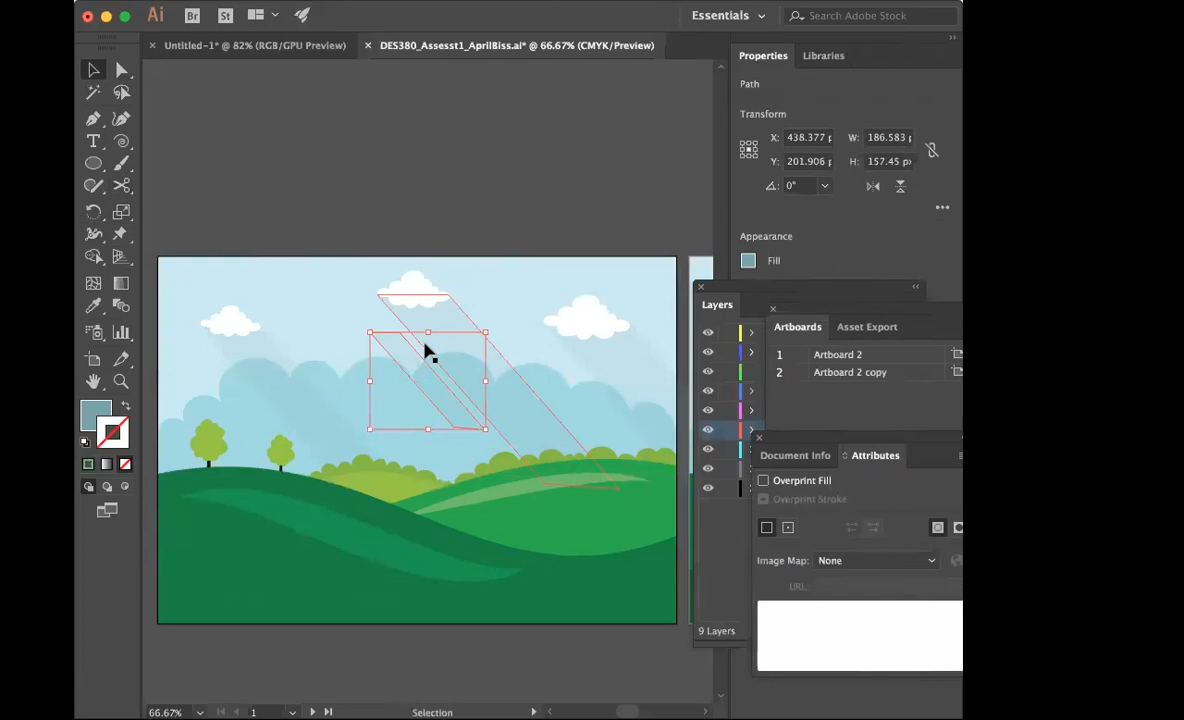 Ai Br St Essentials Search Adobe Stock
Untitled-1* @ 82% (RGB/GPU Preview) DES380_Assesst1_AprilBiss.ai* @ 66.67% (CMYK/Preview)
Properties Libraries
Path
Transform
X: 438.377 p W: 186.583 p
Y: 201.906 p H: 157.45 px
0°
Appearance
Fill
Layers
Artboards Asset Export
1 Artboard 2
2 Artboard 2 copy
Document Info Attributes
Overprint Fill
Overprint Stroke
Image Map: None
URL:
9 Layers
66.67% 1 Selection